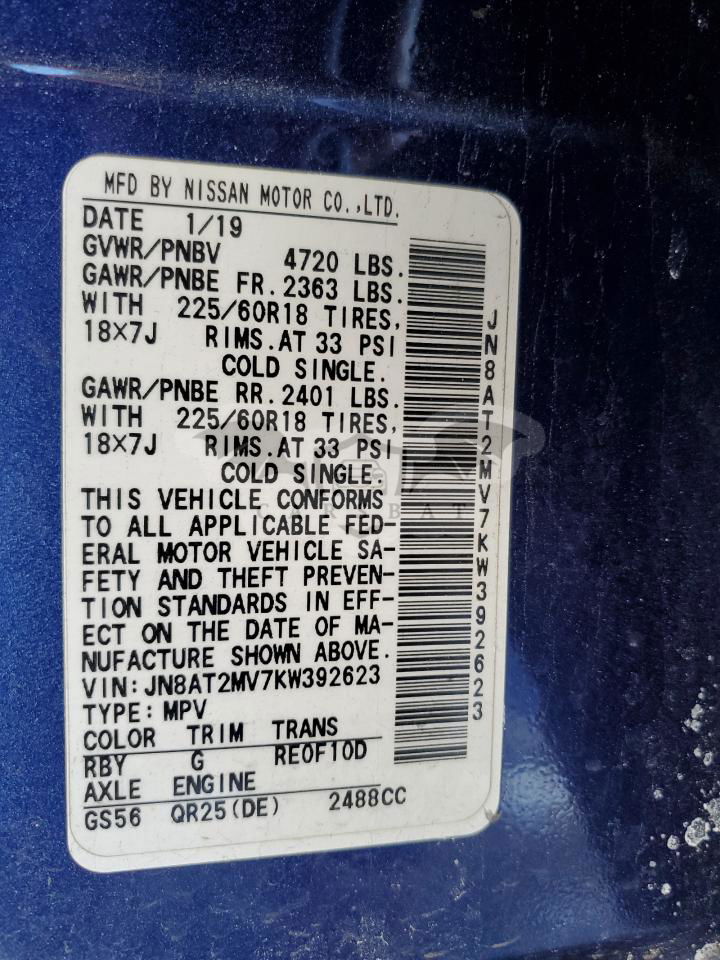 MFD BY NISSAN MOTOR CO.,LTD.
DATE 1/19
GVWR/PNBV 4720 LBS.
GAWR/PNBE FR. 2363 LBS.
WITH 225/60R18 TIRES,
18×7J RIMS.AT 33 PSI
COLD SINGLE.
GAWR/PNBE RR. 2401 LBS.
WITH 225/60R18 TIRES,
18×7J RIMS.AT 33 PSI
COLD SINGLE.
THIS VEHICLE CONFORMS
TO ALL APPLICABLE FED-
ERAL MOTOR VEHICLE SA-
FETY AND THEFT PREVEN-
TION STANDARDS IN EFF-
ECT ON THE DATE OF MA-
NUFACTURE SHOWN ABOVE.
VIN: JN8AT2MV7KW392623
TYPE: MPV
COLOR TRIM TRANS
RBY G RE0F10D
AXLE ENGINE
GS56 QR25(DE) 2488CC
JN8AT2MV7KW392623